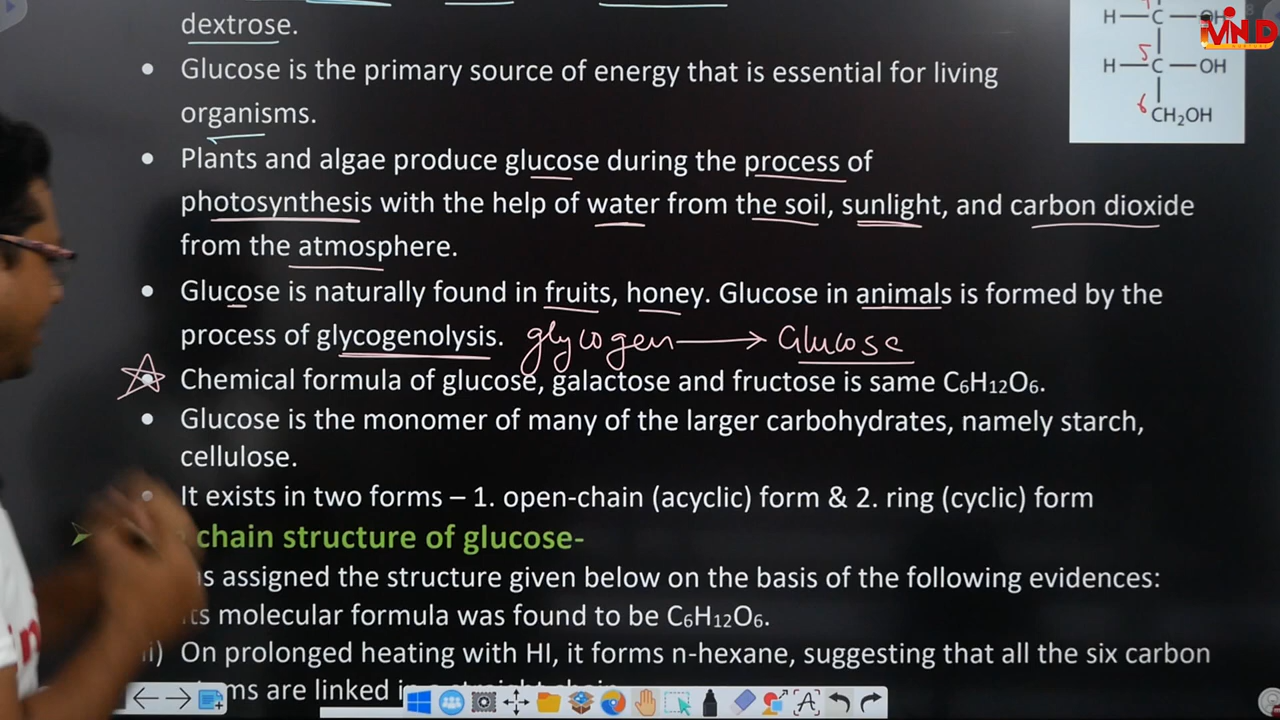 dextrose.
H—C—OH
• Glucose is the primary source of energy that is essential for living
5
H—C—OH
organisms.
6
CH₂OH
• Plants and algae produce glucose during the process of
photosynthesis with the help of water from the soil, sunlight, and carbon dioxide
from the atmosphere.
• Glucose is naturally found in fruits, honey. Glucose in animals is formed by the
process of glycogenolysis. glycogen → Glucose
• Chemical formula of glucose, galactose and fructose is same C₆H₁₂O₆.
• Glucose is the monomer of many of the larger carbohydrates, namely starch,
cellulose.
• It exists in two forms – 1. open-chain (acyclic) form & 2. ring (cyclic) form
chain structure of glucose-
assigned the structure given below on the basis of the following evidences:
ts molecular formula was found to be C₆H₁₂O₆.
i) On prolonged heating with HI, it forms n-hexane, suggesting that all the six carbon
ms are linked i